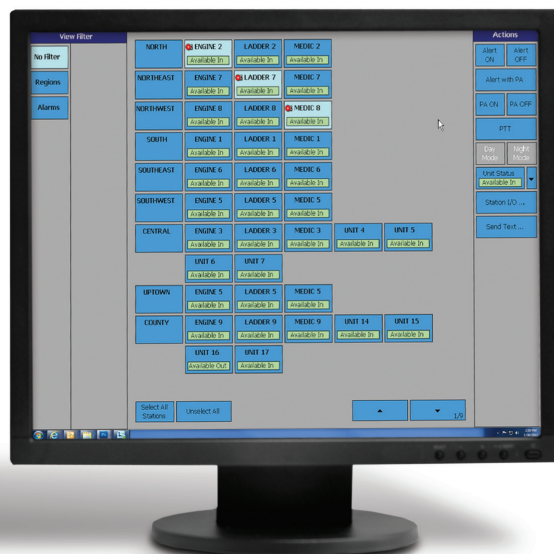 View Filter
No Filter
Regions
Alarms
NORTH
ENGINE 2
Available In
LADDER 2
Available In
MEDIC 2
Available In
NORTHEAST
ENGINE 7
Available In
LADDER 7
Available In
MEDIC 7
Available In
NORTHWEST
ENGINE 8
Available In
LADDER 8
Available In
MEDIC 8
Available In
SOUTH
ENGINE 1
Available In
LADDER 1
Available In
MEDIC 1
Available In
SOUTHEAST
ENGINE 6
Available In
LADDER 6
Available In
MEDIC 6
Available In
SOUTHWEST
ENGINE 5
Available In
LADDER 5
Available In
MEDIC 5
Available In
CENTRAL
ENGINE 3
Available In
LADDER 3
Available In
MEDIC 3
Available In
UNIT 4
Available In
UNIT 5
Available In
UNIT 6
Available In
UNIT 7
Available In
UPTOWN
ENGINE 5
Available In
LADDER 5
Available In
MEDIC 5
Available In
COUNTY
ENGINE 9
Available In
LADDER 9
Available In
MEDIC 9
Available In
UNIT 14
Available In
UNIT 15
Available In
UNIT 16
Available Out
UNIT 17
Available In
Select All
Stations
Unselect All
1/9
Actions
Alert
ON
Alert
OFF
Alert with PA
PA ON
PA OFF
PTT
Day
Mode
Night
Mode
Unit Status
Available In
Station I/O ...
Send Text ...